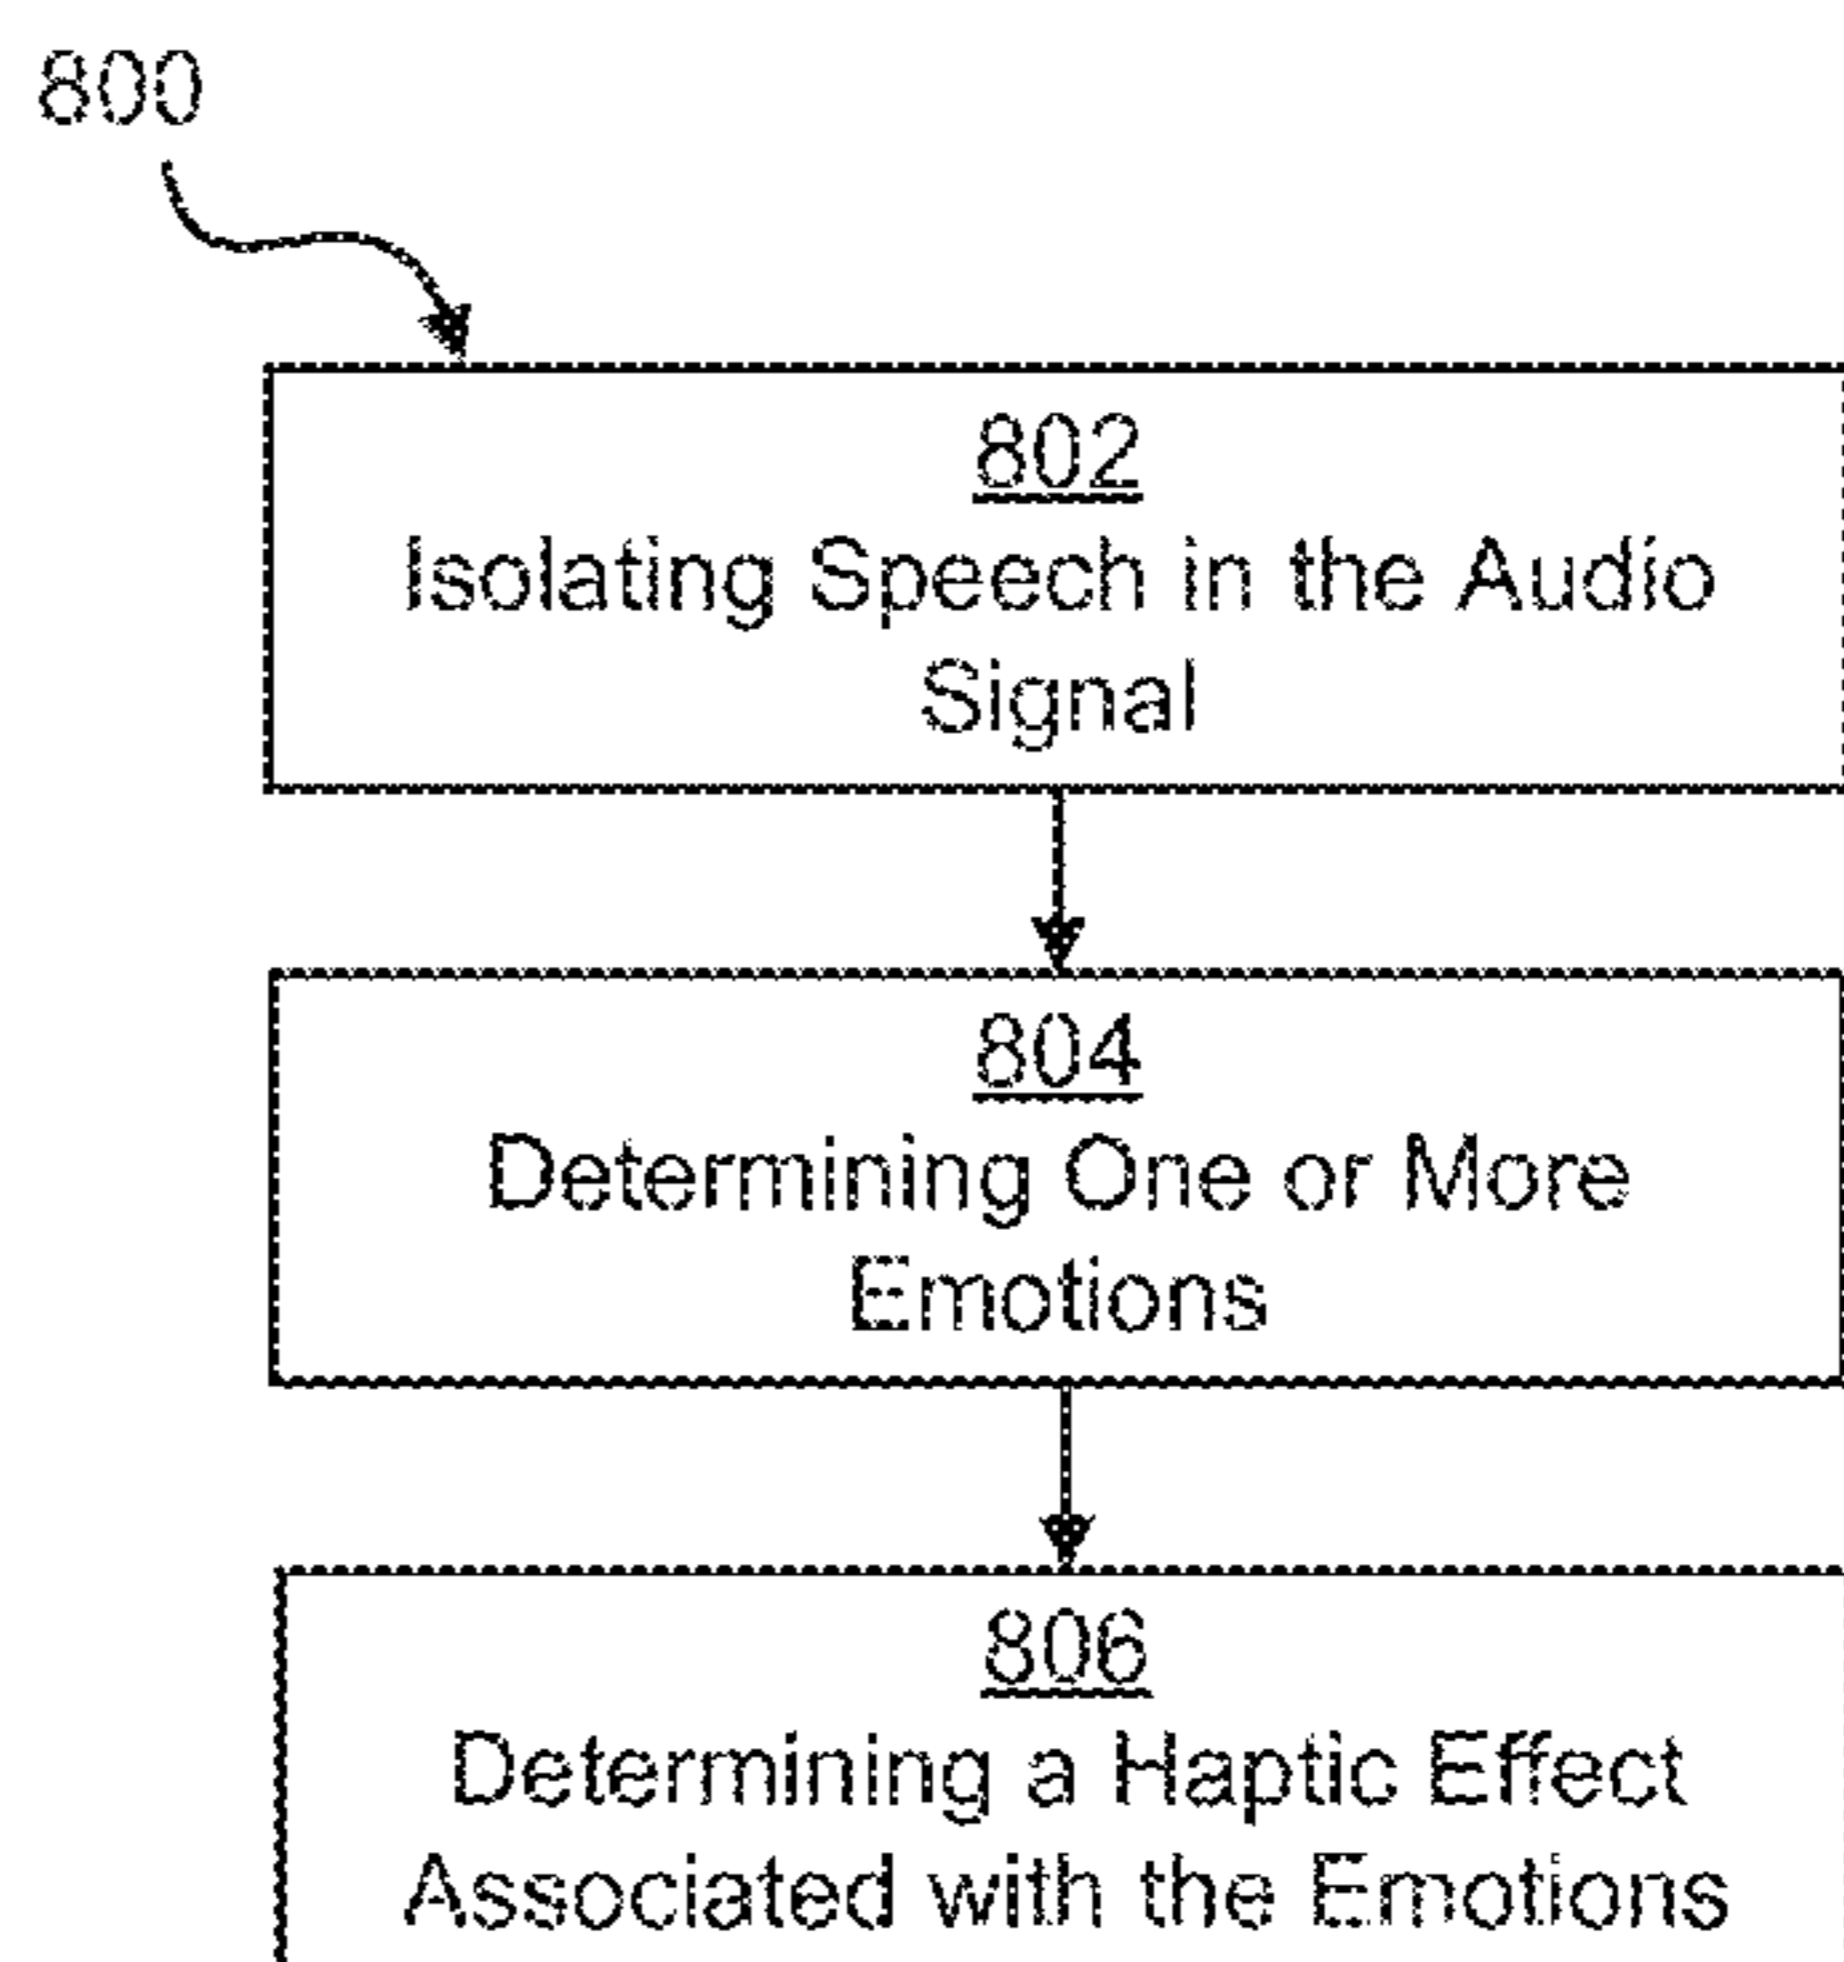 800
802
Isolating Speech in the Audio
Signal
804
Determining One or More
Emotions
806
Determining a Haptic Effect
Associated with the Emotions